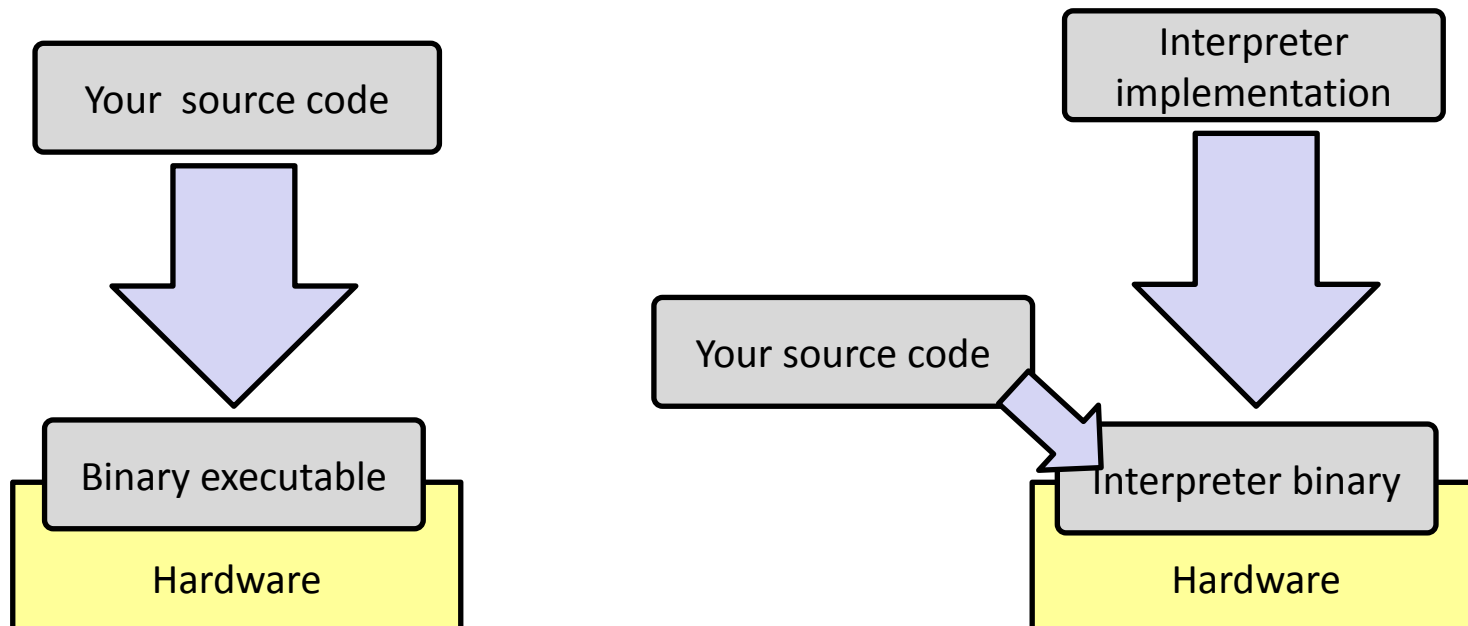 Your  source code
Binary executable
Hardware
Interpreter
implementation
Your source code
Interpreter binary
Hardware